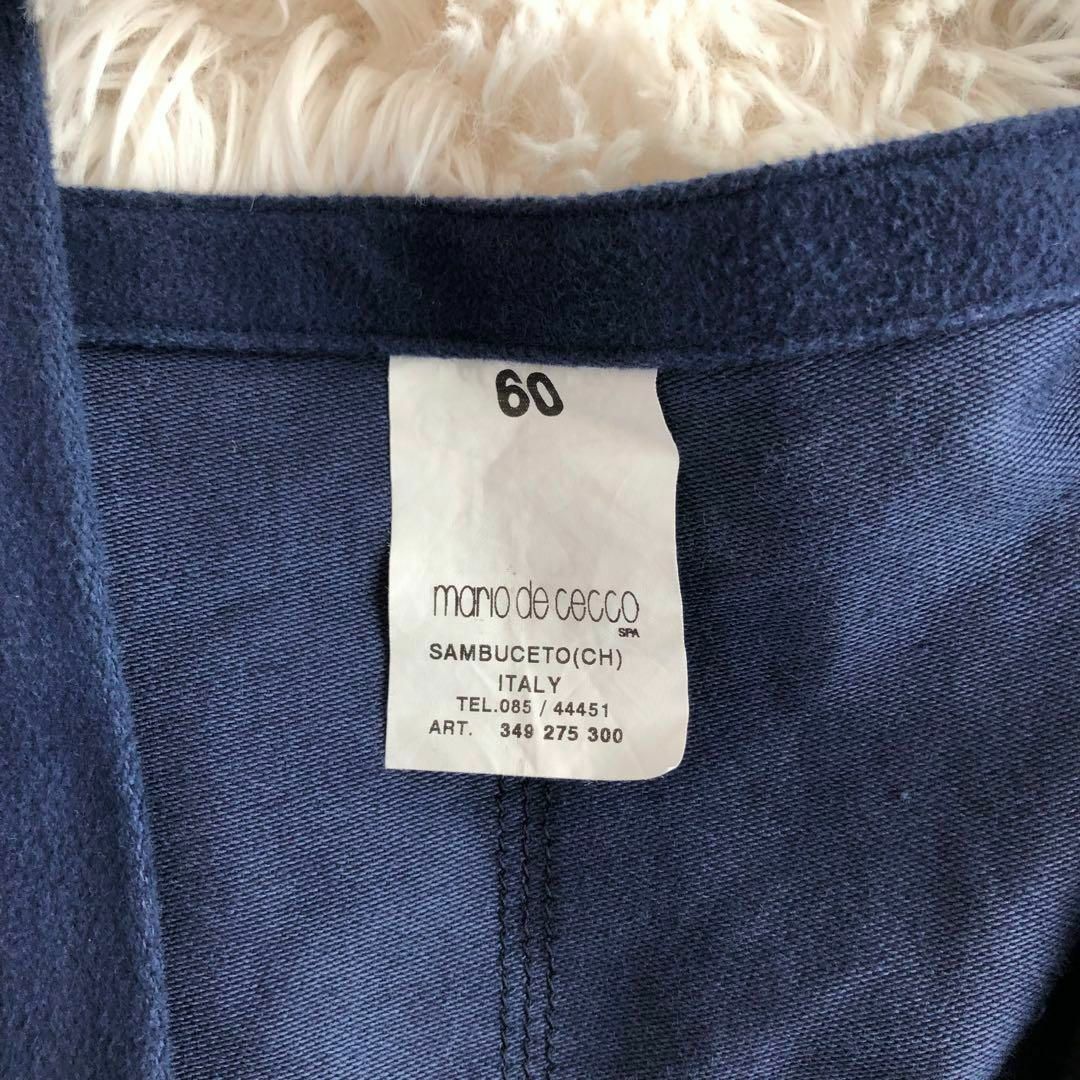 60
mario de cecco
SPA
SAMBUCETO(CH)
ITALY
TEL.085 / 44451
ART. 349 275 300